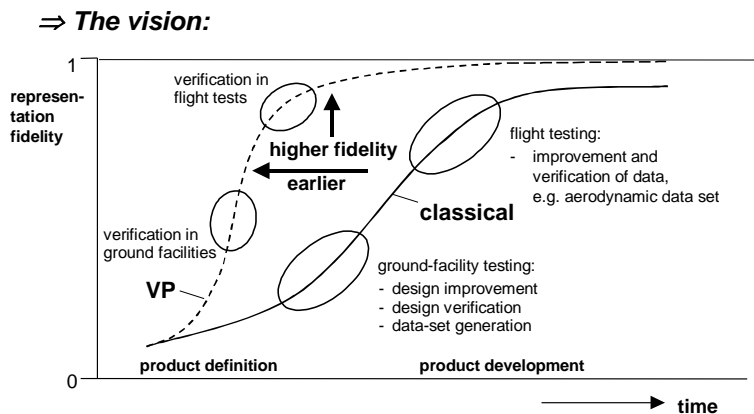 ⇒ The vision:
1
represen-
tation
fidelity
verification in
flight tests
higher fidelity
earlier
flight testing:
- improvement and
verification of data,
e.g. aerodynamic data set
classical
verification in
ground facilities
VP
ground-facility testing:
- design improvement
- design verification
- data-set generation
product definition
product development
0
time